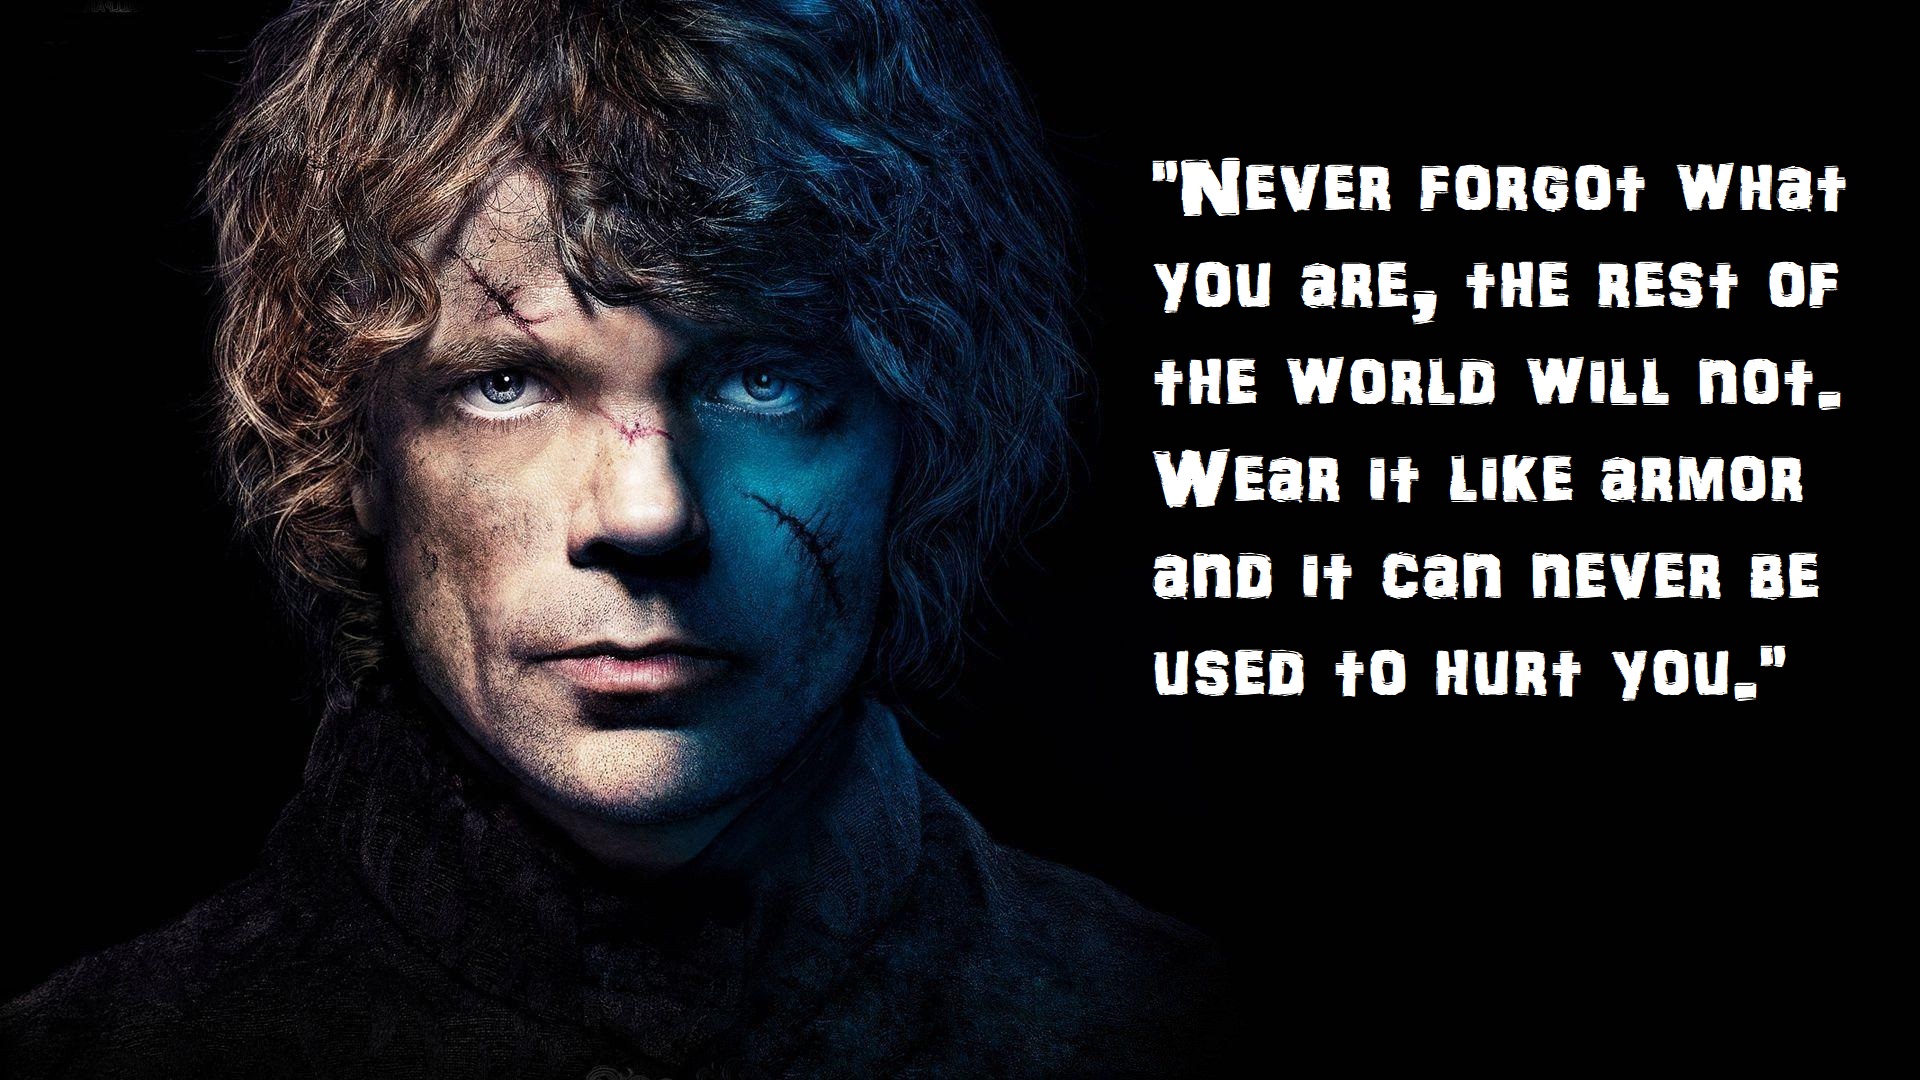 "Never forgot what
you are, the rest of
the world will not.
Wear it like armor
and it can never be
used to hurt you."